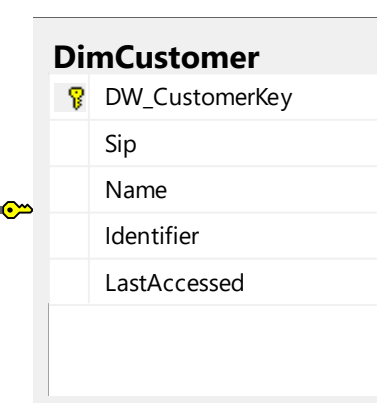 DimCustomer
DW_CustomerKey
Sip
Name
Identifier
LastAccessed